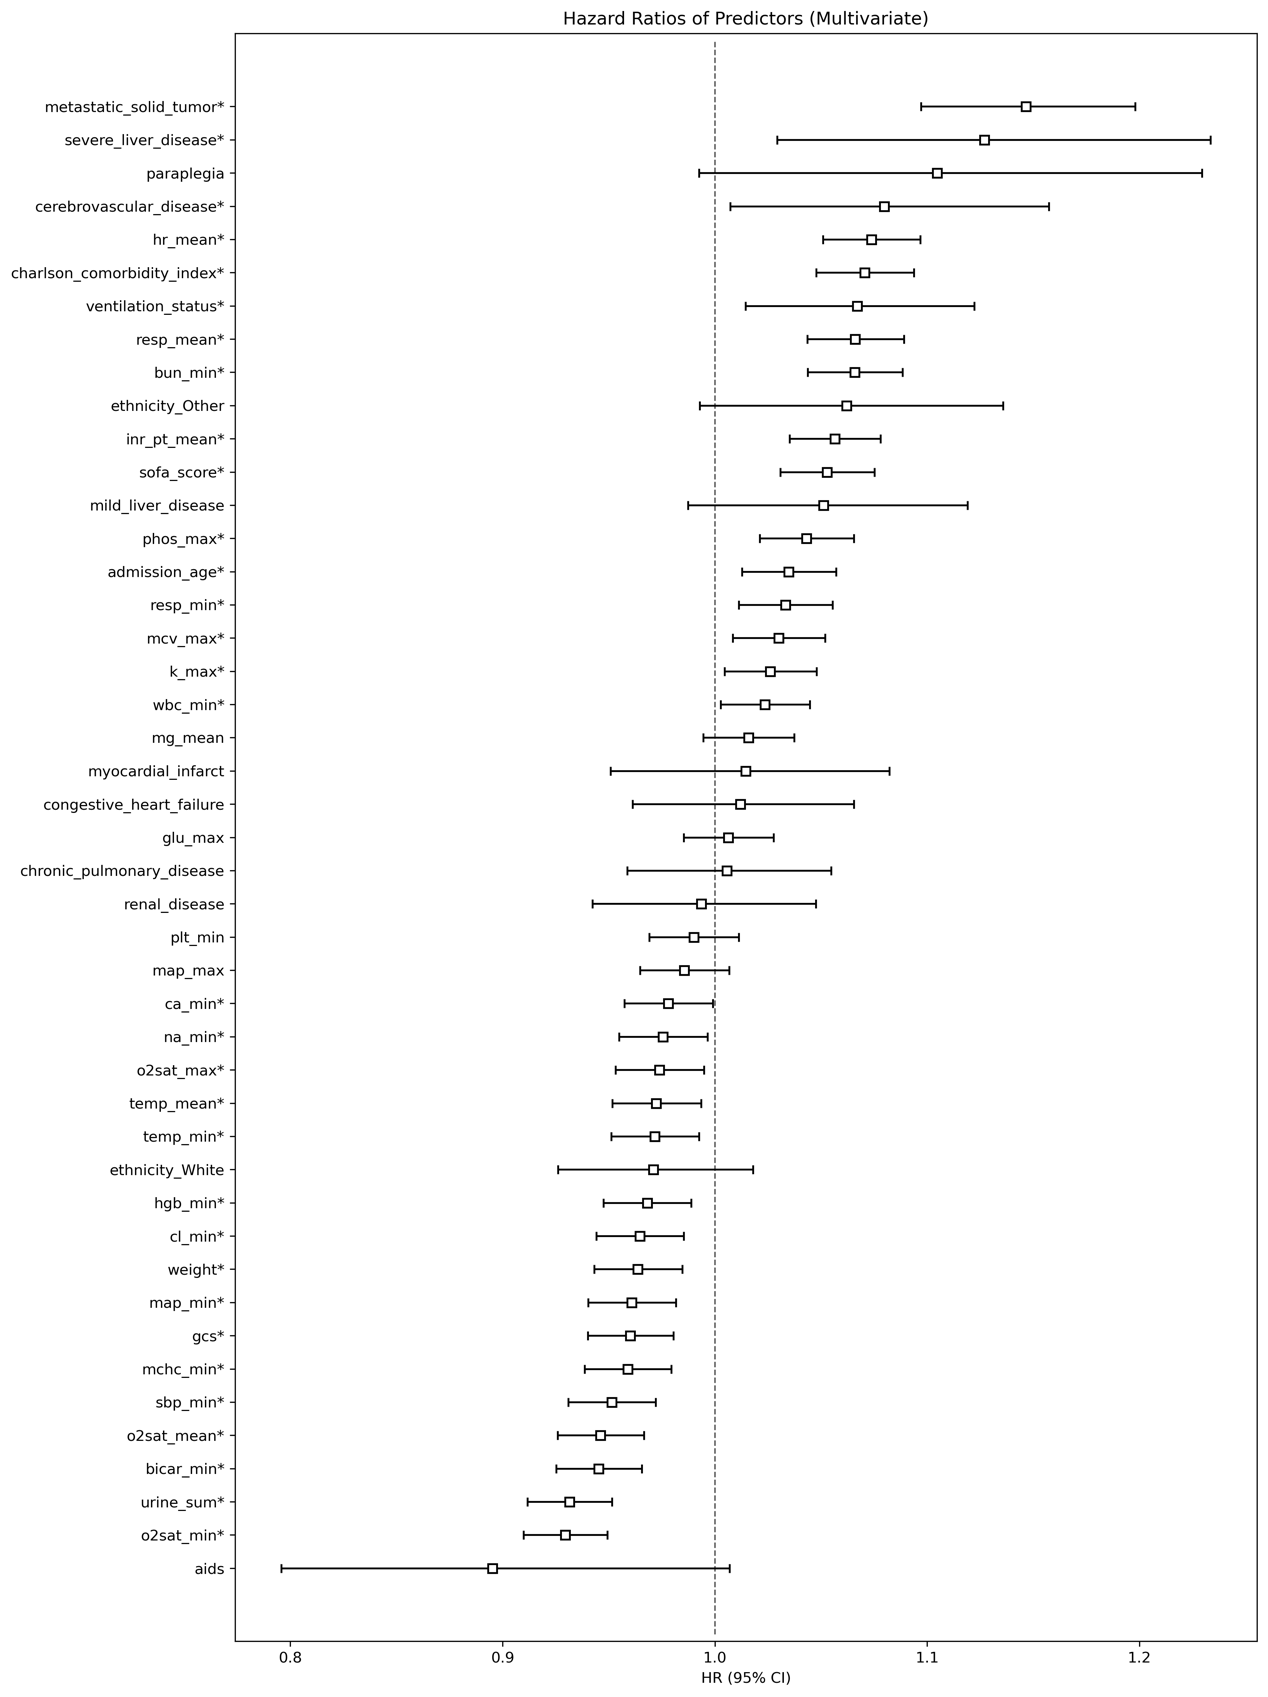 Hazard Ratios of Predictors (Multivariate)
metastatic_solid_tumor*
severe_liver_disease*
paraplegia
cerebrovascular_disease*
hr_mean*
charlson_comorbidity_index*
ventilation_status*
resp_mean*
bun_min*
ethnicity_Other
inr_pt_mean*
sofa_score*
mild_liver_disease
phos_max*
admission_age*
resp_min*
mcv_max*
k_max*
wbc_min*
mg_mean
myocardial_infarct
congestive_heart_failure
glu_max
chronic_pulmonary_disease
renal_disease
plt_min
map_max
ca_min*
na_min*
o2sat_max*
temp_mean*
temp_min*
ethnicity_White
hgb_min*
cl_min*
weight*
map_min*
gcs*
mchc_min*
sbp_min*
o2sat_mean*
bicar_min*
urine_sum*
o2sat_min*
aids
0.8 0.9 1.0 1.1 1.2
HR (95% CI)